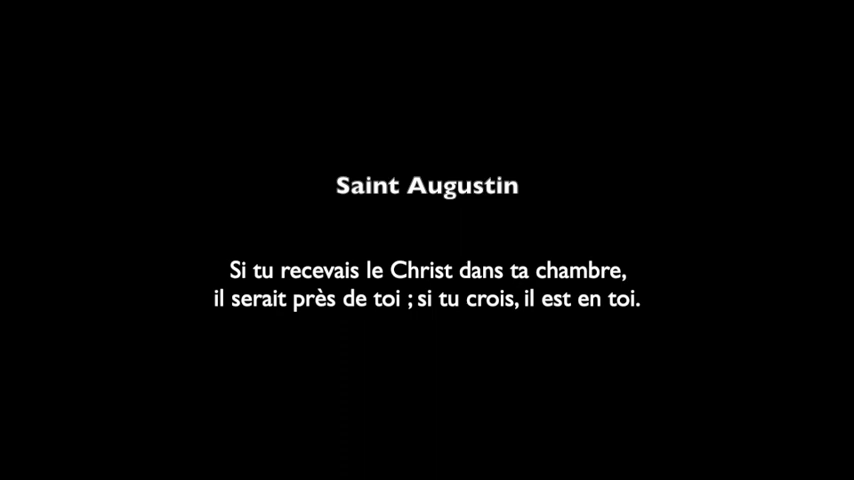 Saint Augustin
Si tu recevais le Christ dans ta chambre,
il serait près de toi ; si tu crois, il est en toi.